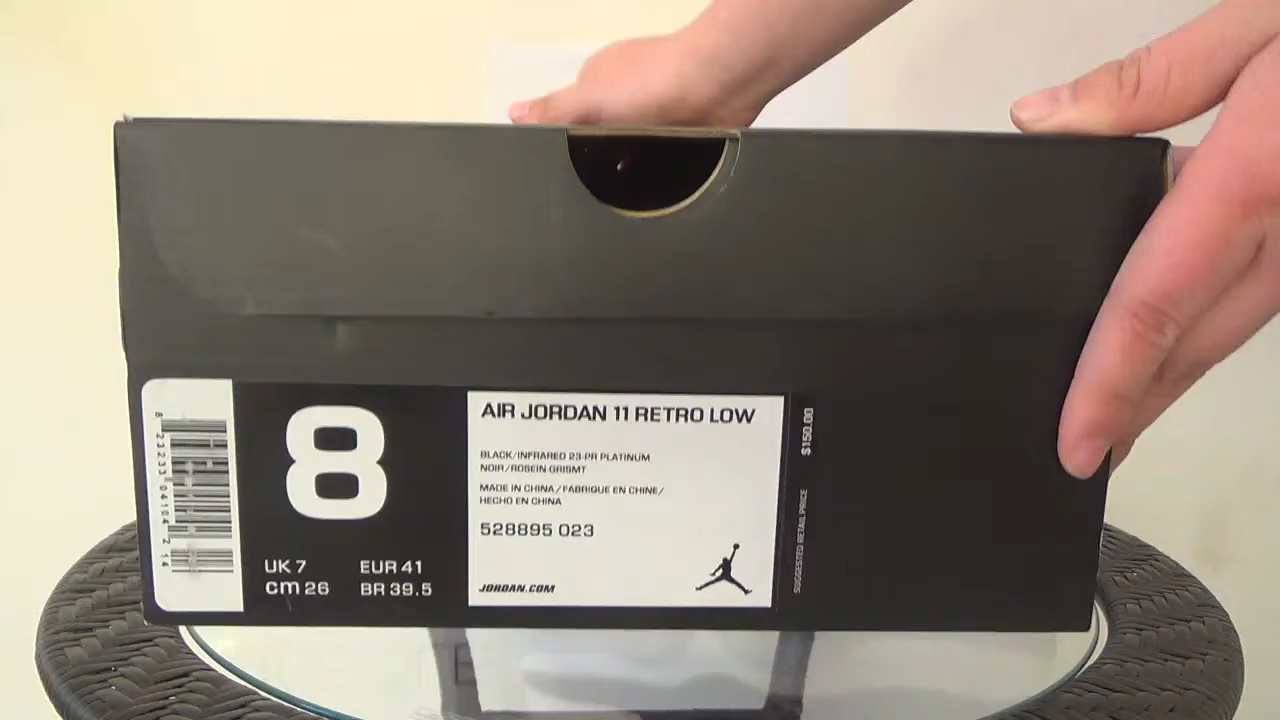 8
UK 7 EUR 41
cm 26 BR 39.5
AIR JORDAN 11 RETRO LOW
BLACK/INFRARED 23-PR PLATINUM
NOIR/ROSEIN-GRISMT
MADE IN CHINA/FABRIQUE EN CHINE/
HECHO EN CHINA
528895 023
JORDAN.COM
SUGGESTED RETAIL PRICE $150.00